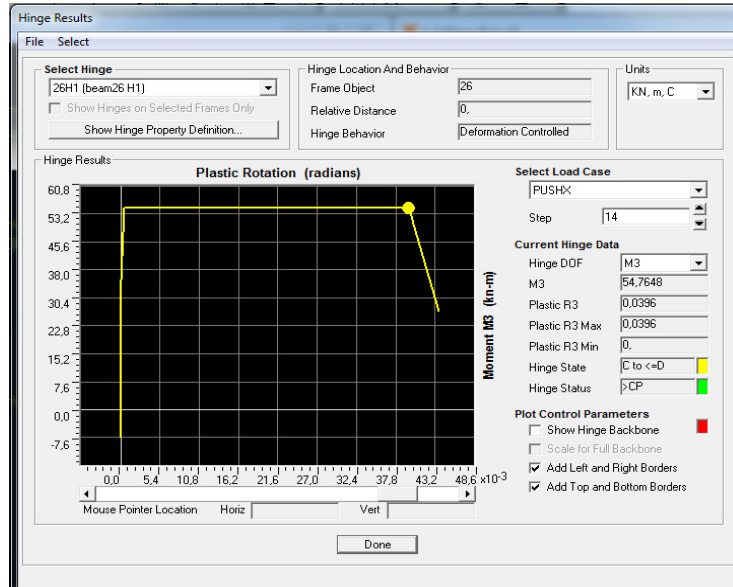 Hinge Results
File Select
Select Hinge
26H1 (beam26 H1)
Show Hinges on Selected Frames Only
Show Hinge Property Definition...
Hinge Location And Behavior
Frame Object 26
Relative Distance 0,
Hinge Behavior Deformation Controlled
Units
KN, m, C
Hinge Results
Plastic Rotation (radians)
60,8
53,2
45,6
38,0
30,4
22,8
15,2
7,6
0,0
-7,6
0,0 5,4 10,8 16,2 21,6 27,0 32,4 37,8 43,2 48,6 x10-3
Moment M3 (kn-m)
Mouse Pointer Location Horiz Vert
Select Load Case
PUSHX
Step 14
Current Hinge Data
Hinge DOF M3
M3 54,7648
Plastic R3 0,0396
Plastic R3 Max 0,0396
Plastic R3 Min 0,
Hinge State C to <=D
Hinge Status >CP
Plot Control Parameters
Show Hinge Backbone
Scale for Full Backbone
Add Left and Right Borders
Add Top and Bottom Borders
Done